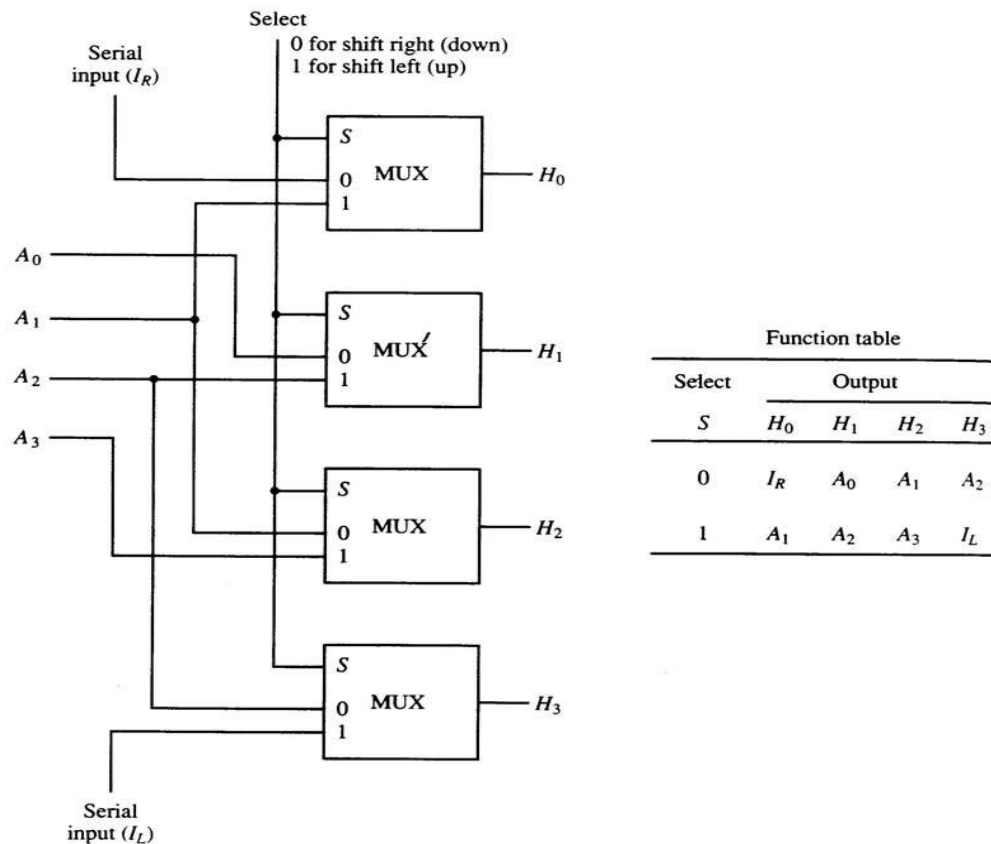 Select
0 for shift right (down)
1 for shift left (up)
Serial
input (I_R)
S
MUX
0
1
H_0
A_0
A_1
A_2
A_3
S
MUX
0
1
H_1
S
MUX
0
1
H_2
S
MUX
0
1
H_3
Serial
input (I_L)
Function table
Select Output
S H_0 H_1 H_2 H_3
0 I_R A_0 A_1 A_2
1 A_1 A_2 A_3 I_L